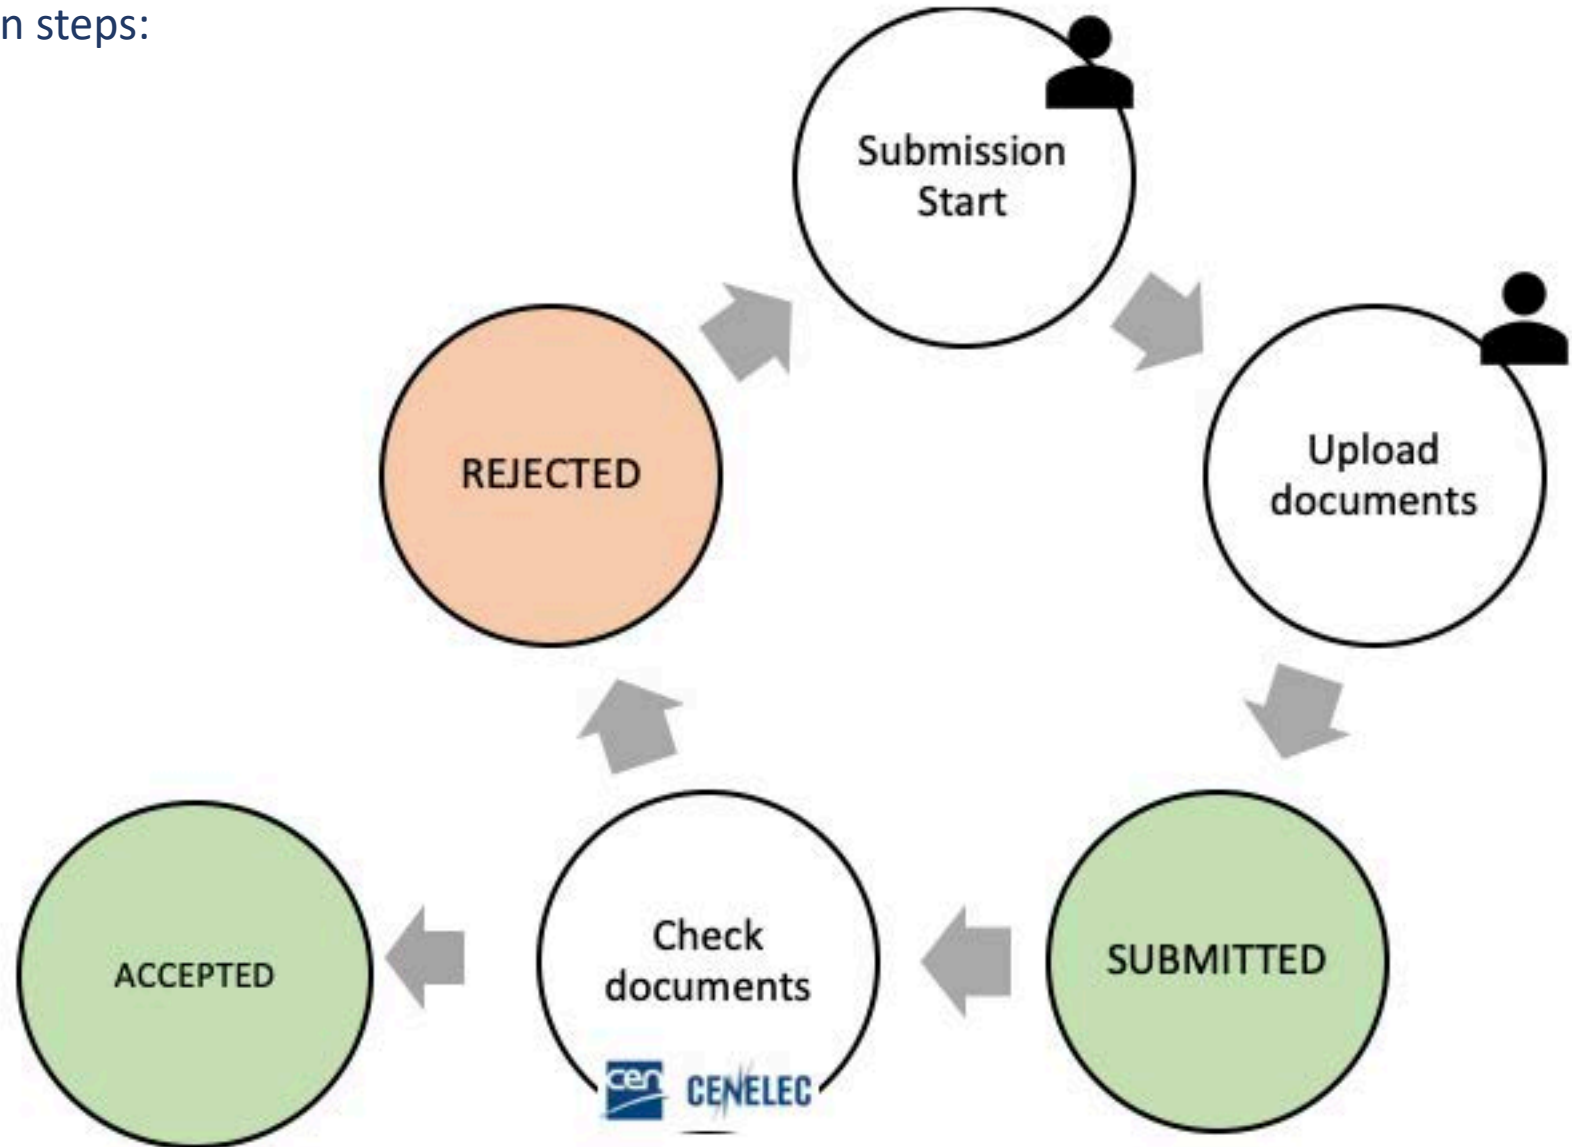 n steps:
Submission
Start
Upload
documents
REJECTED
SUBMITTED
Check
documents
ACCEPTED
cen
CENELEC